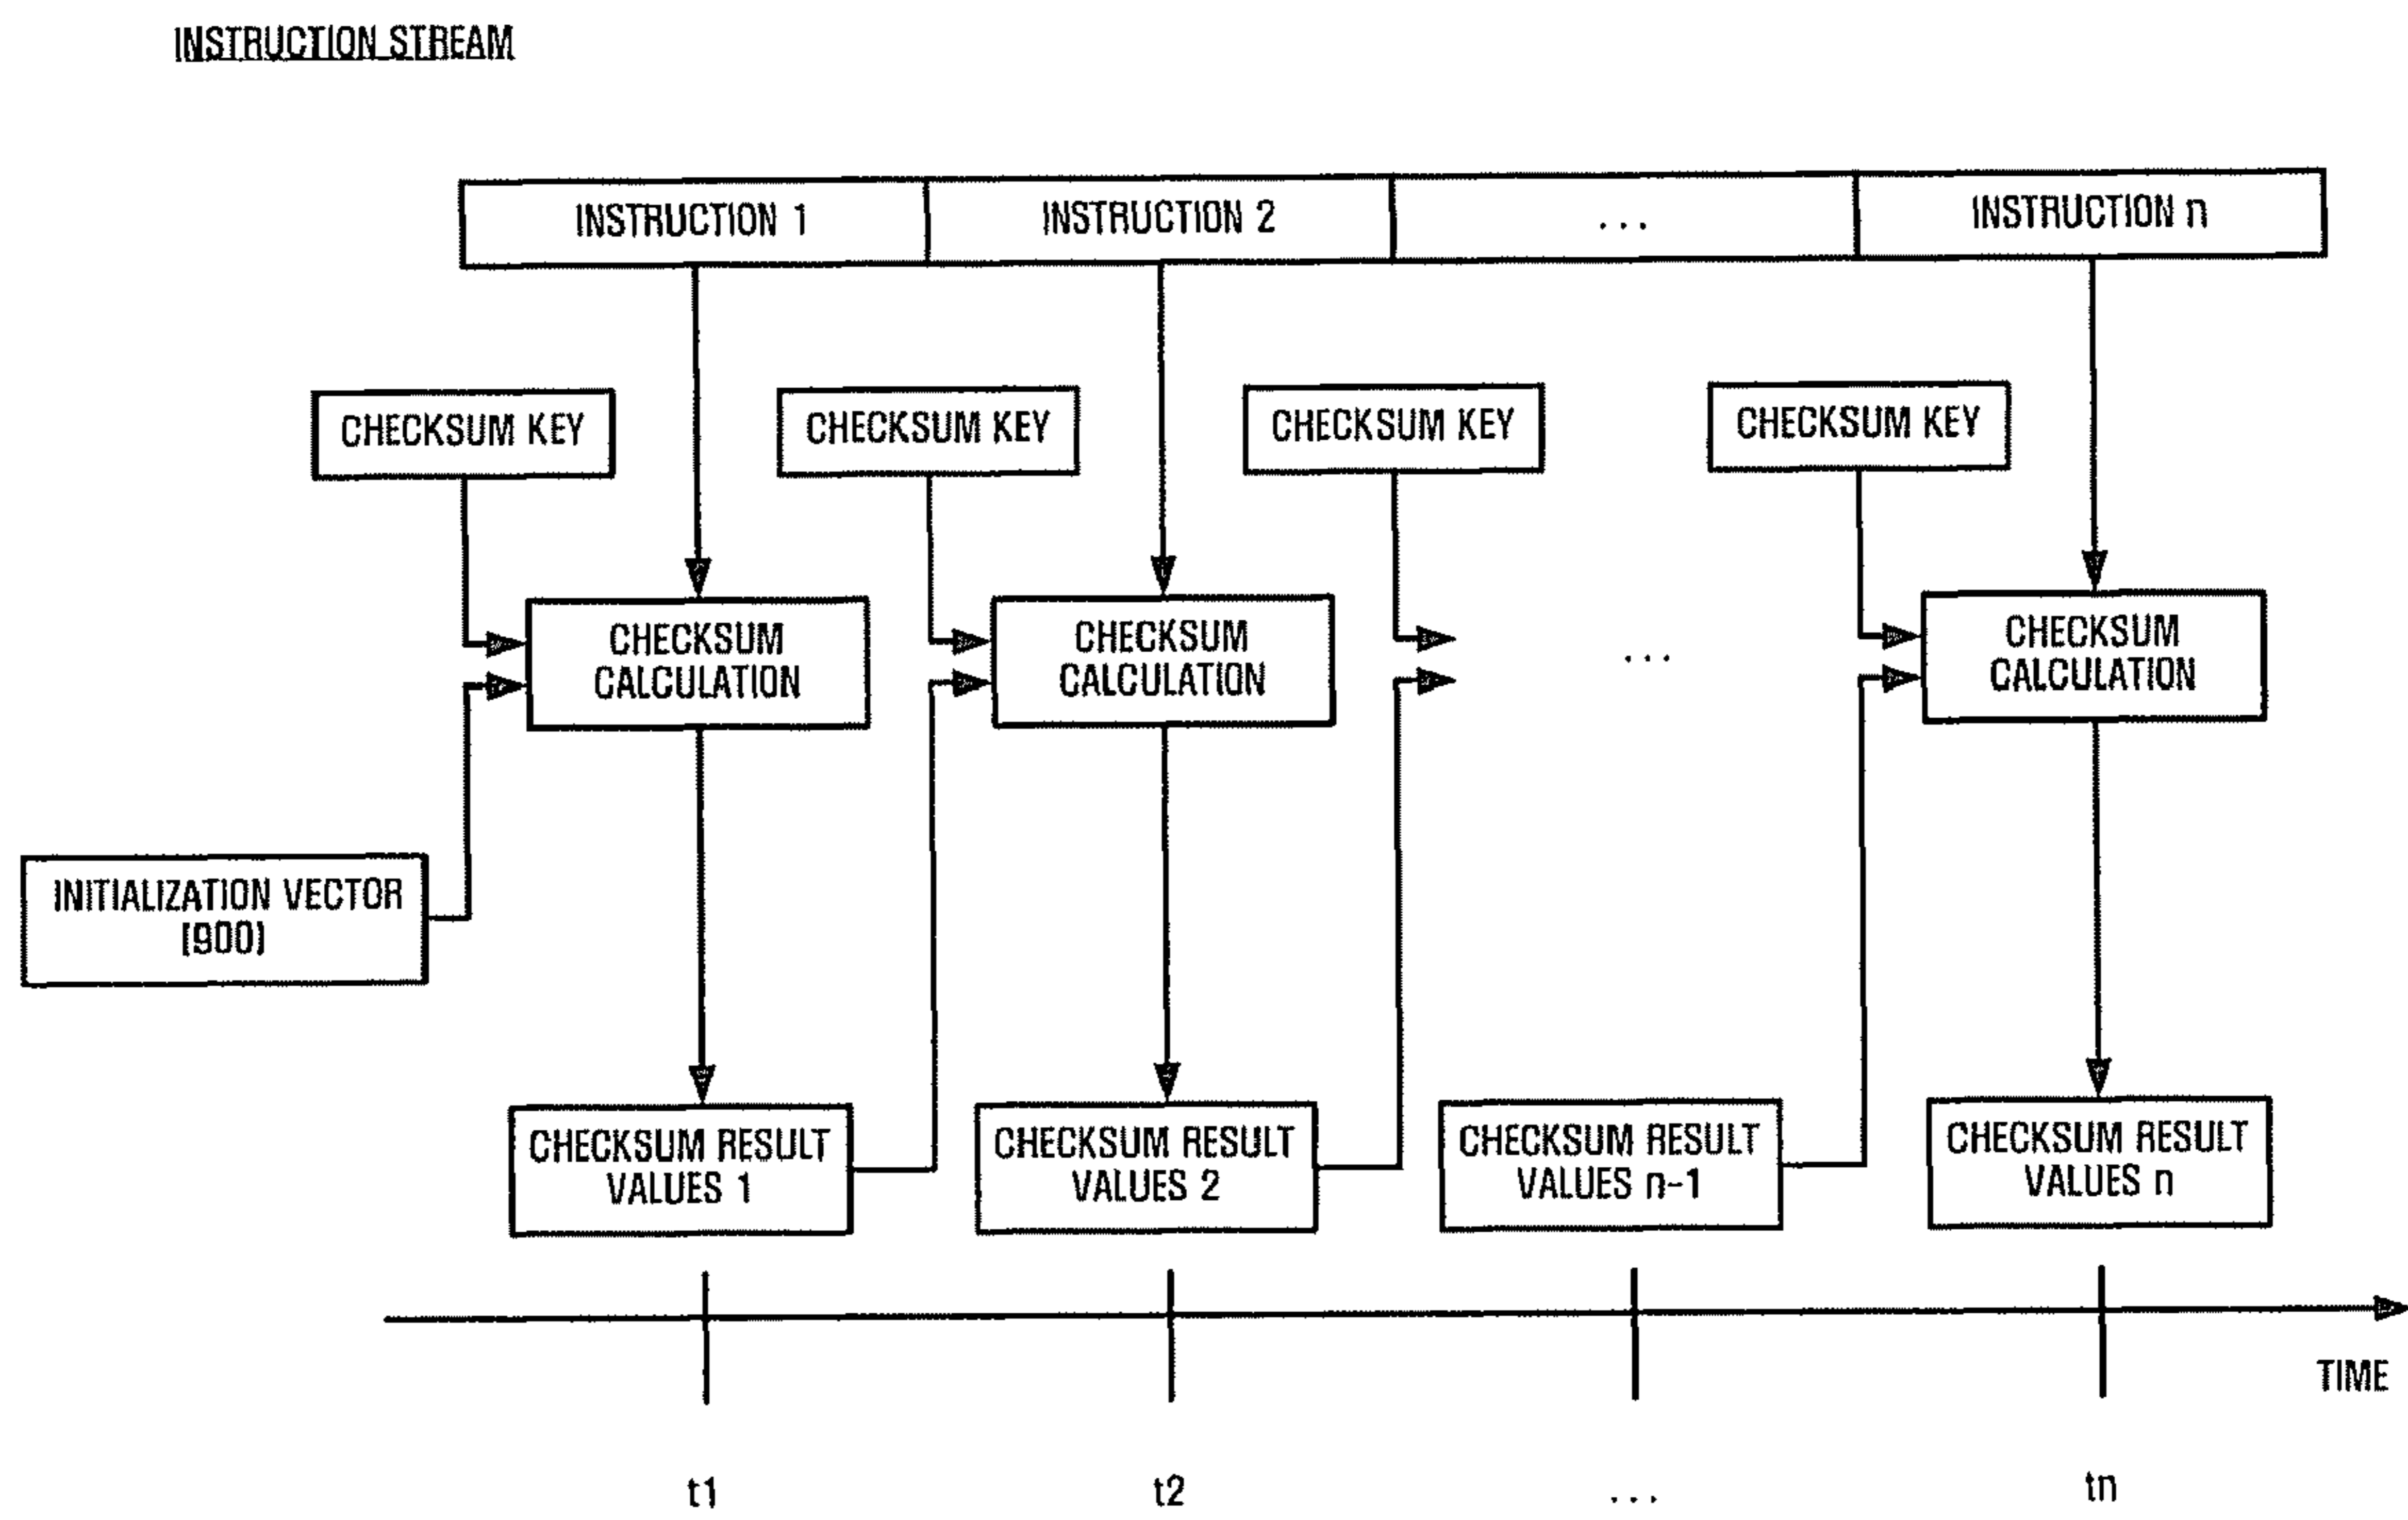 INSTRUCTION STREAM
INSTRUCTION 1
INSTRUCTION 2
...
INSTRUCTION n
CHECKSUM KEY
CHECKSUM KEY
CHECKSUM KEY
CHECKSUM KEY
CHECKSUM
CALCULATION
CHECKSUM
CALCULATION
...
CHECKSUM
CALCULATION
INITIALIZATION VECTOR
(900)
CHECKSUM RESULT
VALUES 1
CHECKSUM RESULT
VALUES 2
CHECKSUM RESULT
VALUES n-1
CHECKSUM RESULT
VALUES n
TIME
t1
t2
...
tn